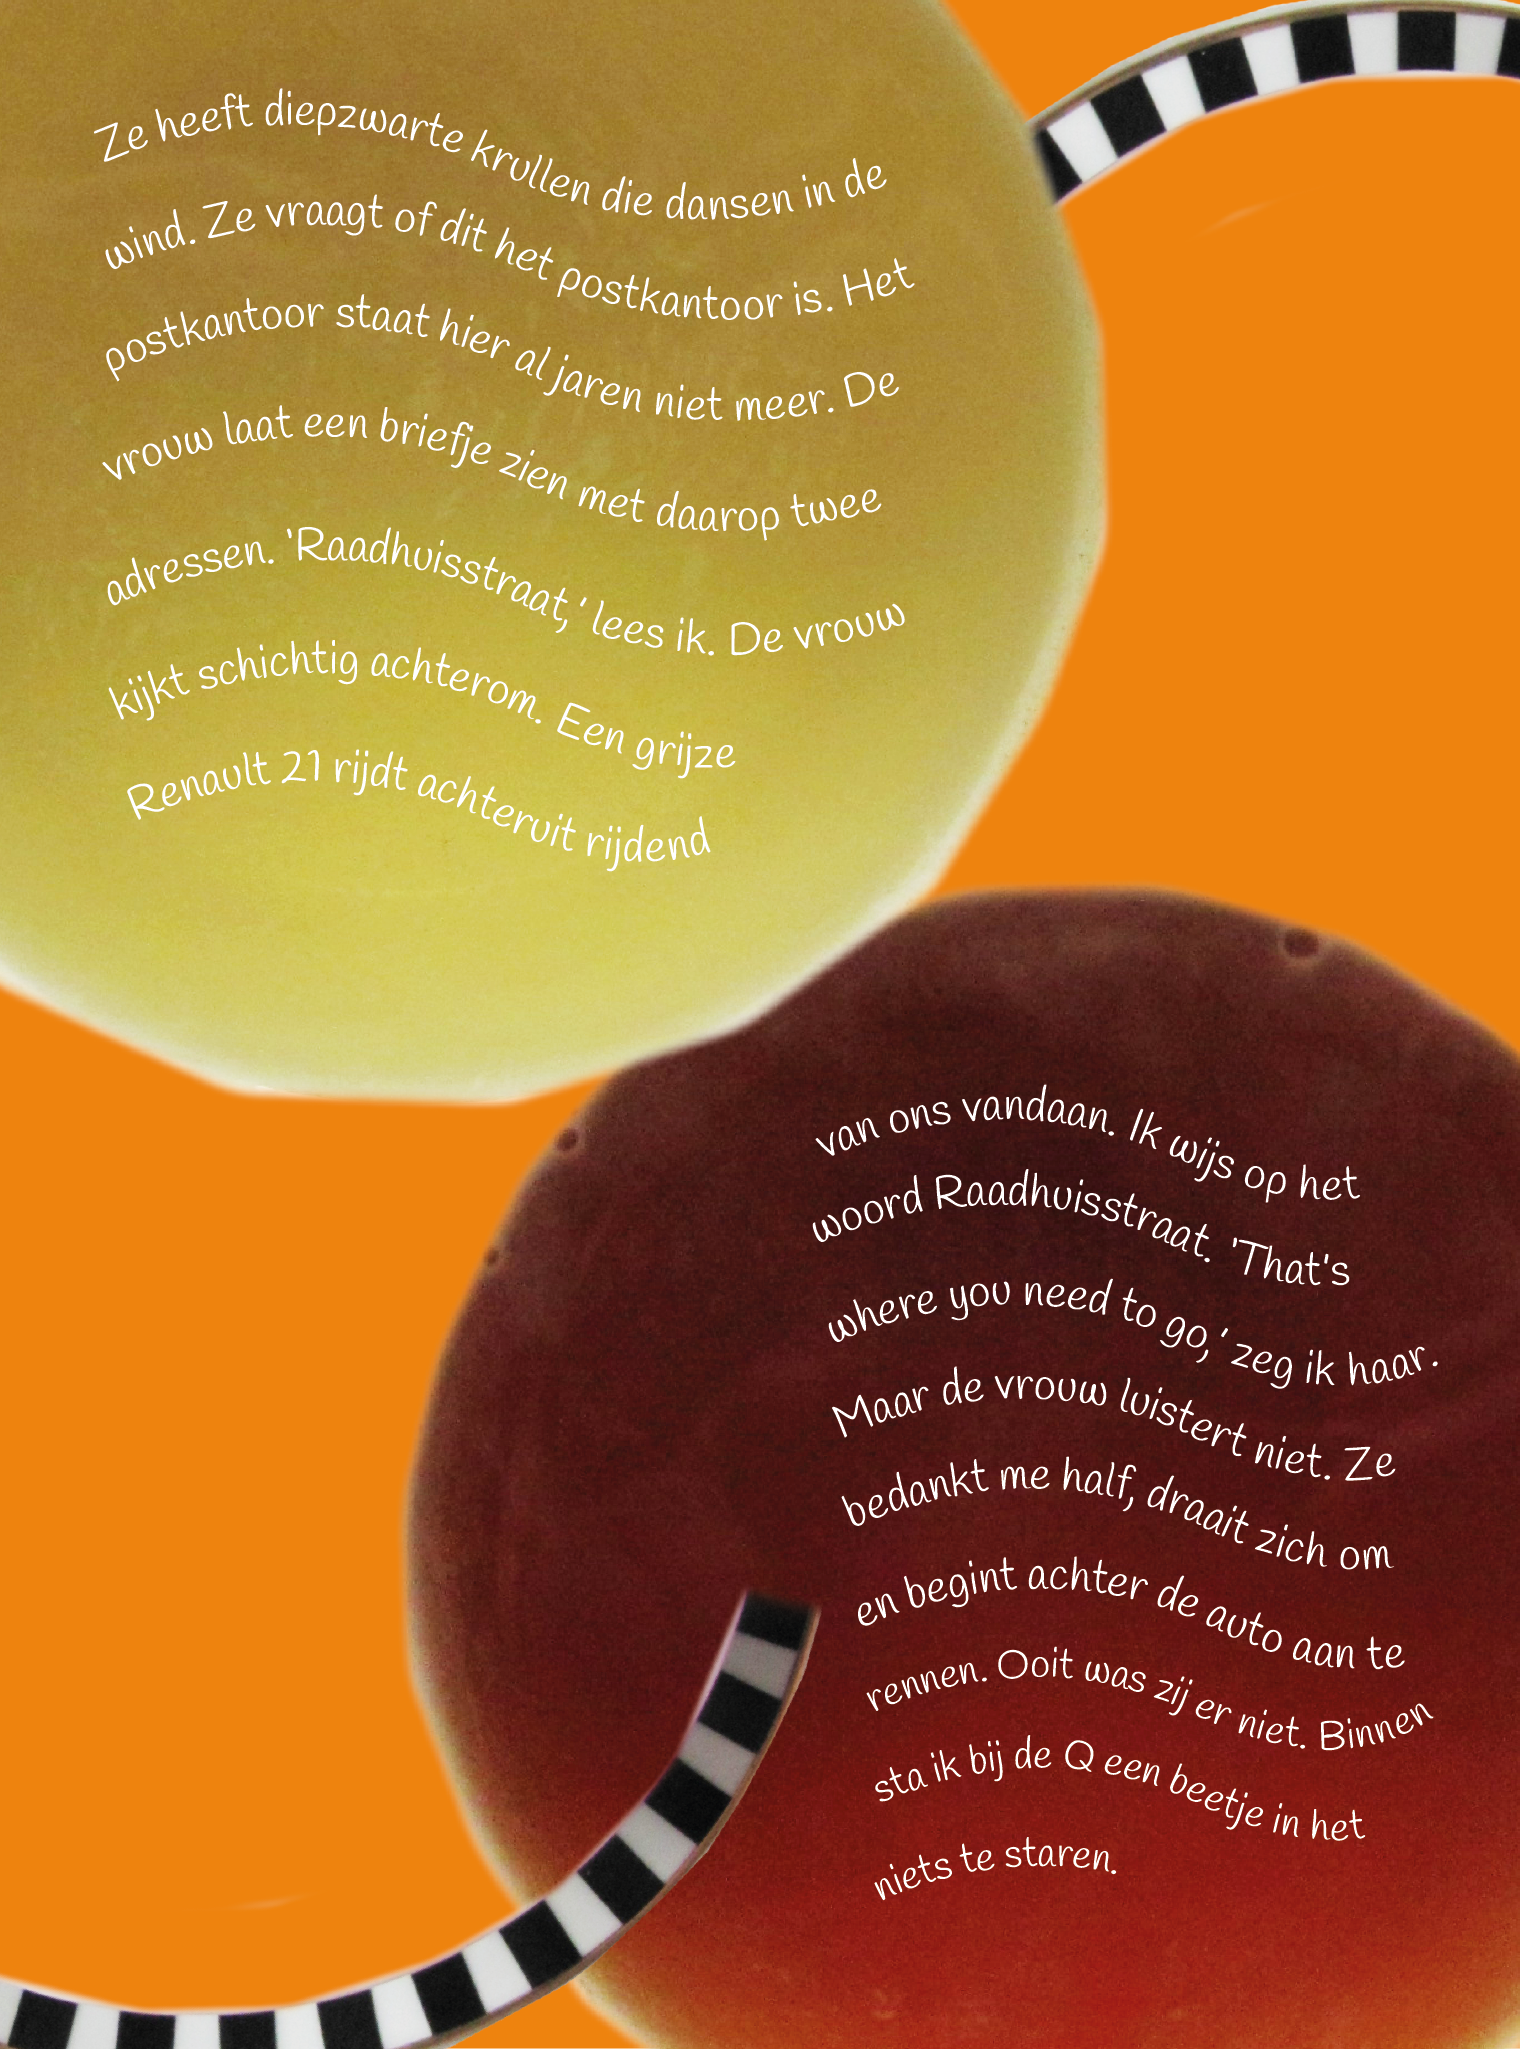 Ze heeft diepzwarte krullen die dansen in de
wind. Ze vraagt of dit het postkantoor is. Het
postkantoor staat hier al jaren niet meer. De
vrouw laat een briefje zien met daarop twee
adressen. 'Raadhuisstraat,' lees ik. De vrouw
kijkt schichtig achterom. Een grijze
Renault 21 rijdt achteruit rijdend
van ons vandaan. Ik wijs op het
woord Raadhuisstraat. 'That's
where you need to go,' zeg ik haar.
Maar de vrouw luistert niet. Ze
bedankt me half, draait zich om
en begint achter de auto aan te
rennen. Ooit was zij er niet. Binnen
sta ik bij de Q een beetje in het
niets te staren.